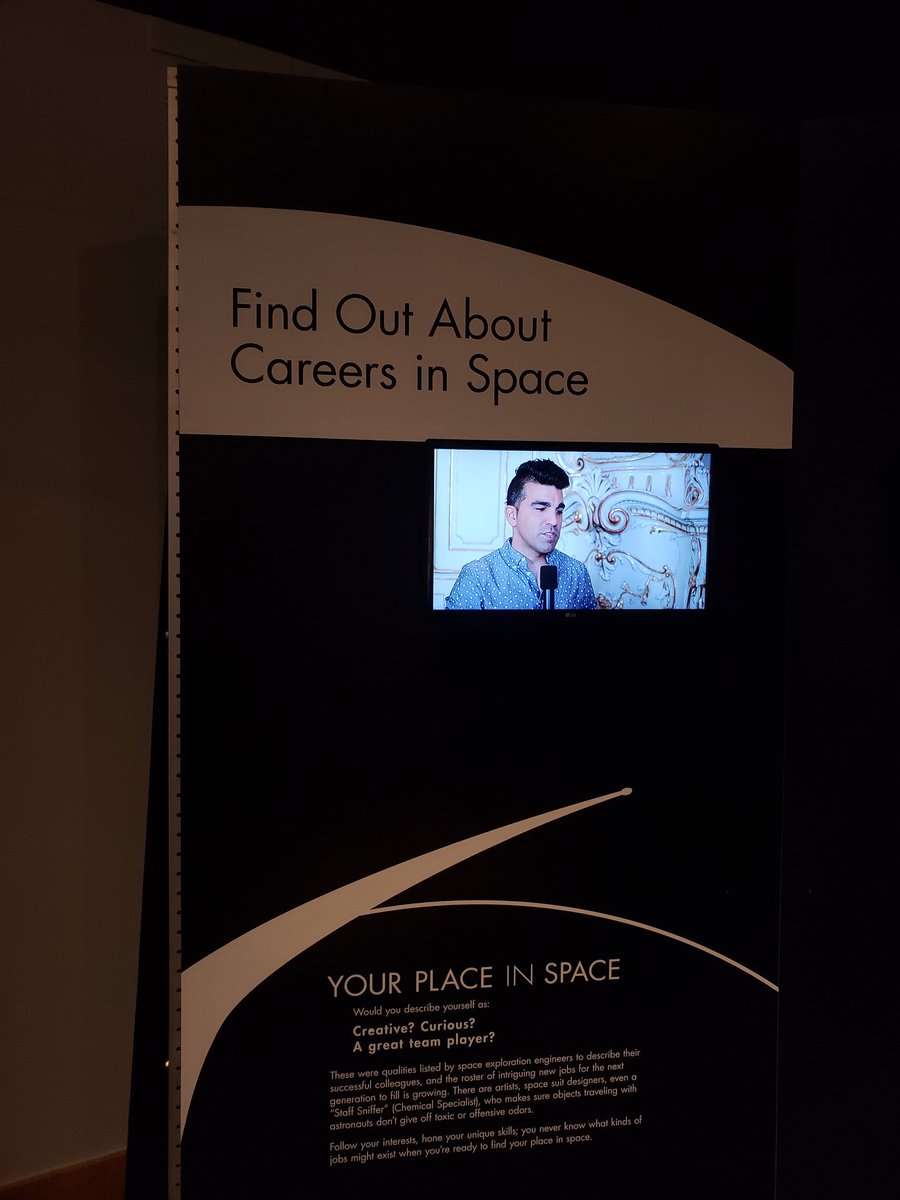 Find Out About
Careers in Space
LG
YOUR PLACE IN SPACE
Would you describe yourself as:
Creative? Curious?
A great team player?
These were qualities listed by space exploration engineers to describe their
successful colleagues, and the roster of intriguing new jobs for the next
generation to fill is growing. There are artists, space suit designers, even a
"Staff Sniffer" (Chemical Specialist), who makes sure objects traveling with
astronauts don't give off toxic or offensive odors.
Follow your interests, hone your unique skills; you never know what kinds of
jobs might exist when you're ready to find your place in space.